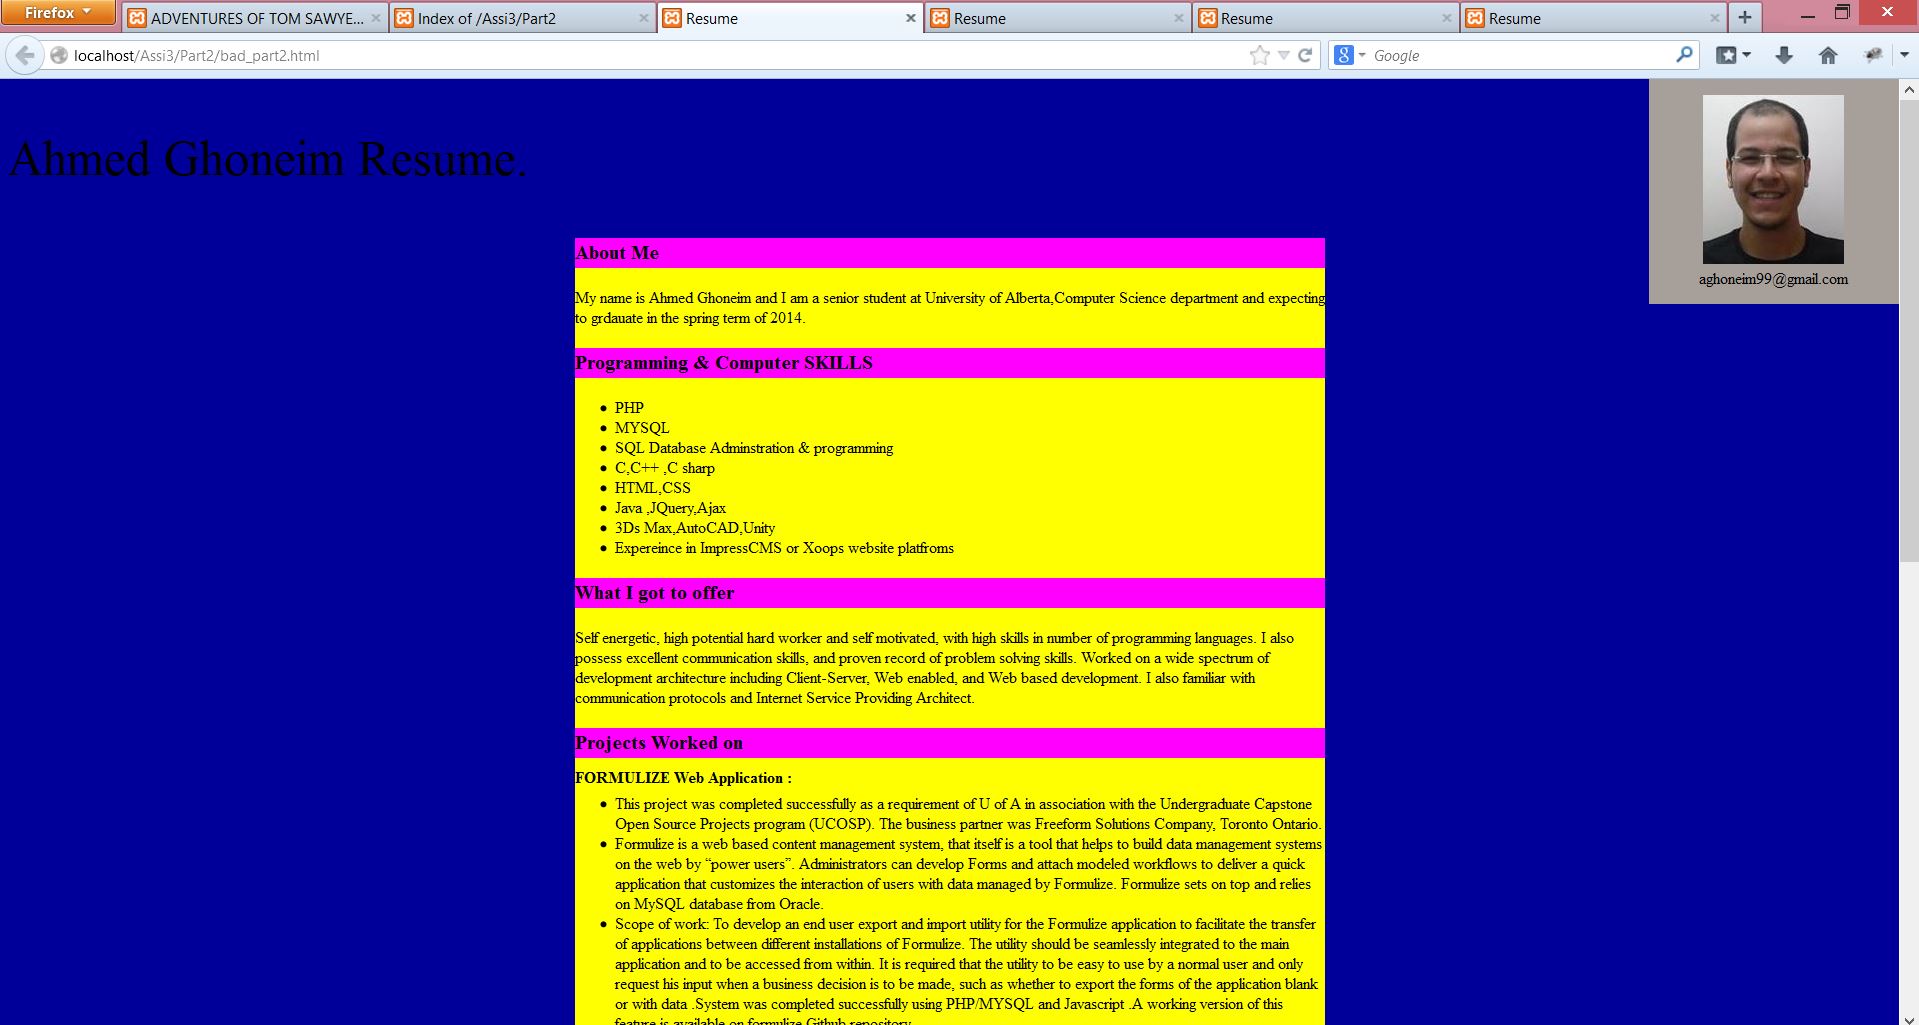 Firefox
ADVENTURES OF TOM SAWYE...
Index of /Assi3/Part2
Resume
Resume
Resume
Resume
localhost/Assi3/Part2/bad_part2.html
Google
Ahmed Ghoneim Resume.
aghoneim99@gmail.com
About Me
My name is Ahmed Ghoneim and I am a senior student at University of Alberta,Computer Science department and expecting
to grdauate in the spring term of 2014.
Programming & Computer SKILLS
• PHP
• MYSQL
• SQL Database Adminstration & programming
• C,C++ ,C sharp
• HTML,CSS
• Java ,JQuery,Ajax
• 3Ds Max,AutoCAD,Unity
• Expereince in ImpressCMS or Xoops website platfroms
What I got to offer
Self energetic, high potential hard worker and self motivated, with high skills in number of programming languages. I also
possess excellent communication skills, and proven record of problem solving skills. Worked on a wide spectrum of
development architecture including Client-Server, Web enabled, and Web based development. I also familiar with
communication protocols and Internet Service Providing Architect.
Projects Worked on
FORMULIZE Web Application :
• This project was completed successfully as a requirement of U of A in association with the Undergraduate Capstone
Open Source Projects program (UCOSP). The business partner was Freeform Solutions Company, Toronto Ontario.
• Formulize is a web based content management system, that itself is a tool that helps to build data management systems
on the web by “power users”. Administrators can develop Forms and attach modeled workflows to deliver a quick
application that customizes the interaction of users with data managed by Formulize. Formulize sets on top and relies
on MySQL database from Oracle.
• Scope of work: To develop an end user export and import utility for the Formulize application to facilitate the transfer
of applications between different installations of Formulize. The utility should be seamlessly integrated to the main
application and to be accessed from within. It is required that the utility to be easy to use by a normal user and only
request his input when a business decision is to be made, such as whether to export the forms of the application blank
or with data .System was completed successfully using PHP/MYSQL and Javascript .A working version of this
feature is available on formulize Github repository